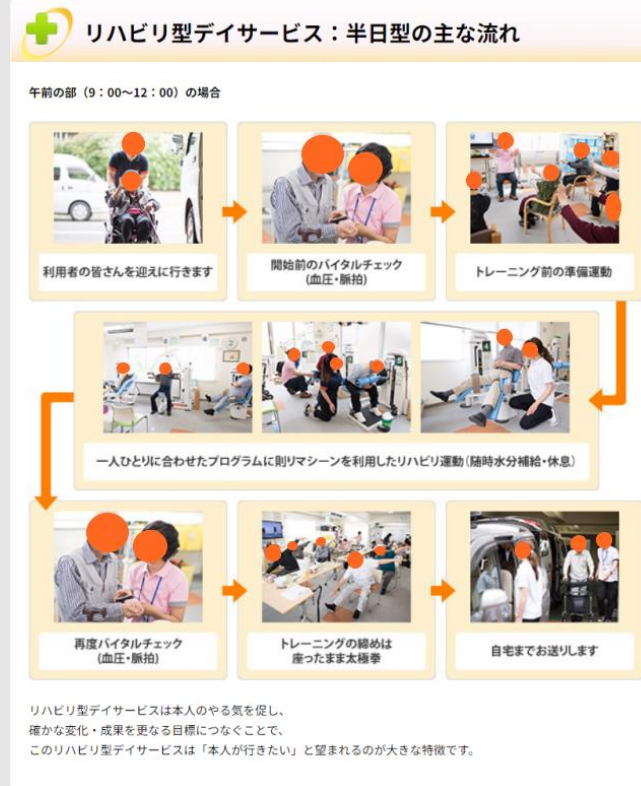 リハビリ型デイサービス：半日型の主な流れ
午前の部（9：00～12：00）の場合
利用者の皆さんを迎えに行きます
開始前のバイタルチェック
(血圧・脈拍)
トレーニング前の準備運動
一人ひとりに合わせたプログラムに則りマシーンを利用したリハビリ運動(随時水分補給・休息)
再度バイタルチェック
(血圧・脈拍)
トレーニングの締めは
座ったまま太極拳
自宅までお送りします
リハビリ型デイサービスは本人のやる気を促し、
確かな変化・成果を更なる目標につなぐことで、
このリハビリ型デイサービスは「本人が行きたい」と望まれるのが大きな特徴です。